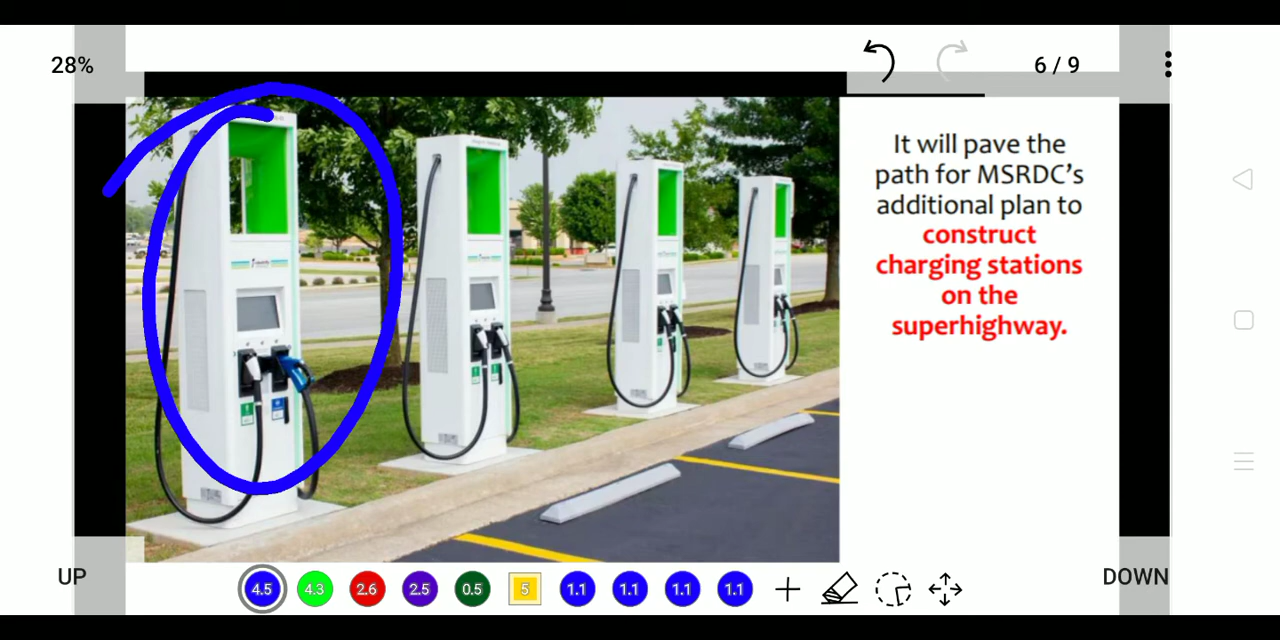 28%
6 / 9
It will pave the
path for MSRDC's
additional plan to
construct
charging stations
on the
superhighway.
UP
DOWN
4.5
4.3
2.6
2.5
0.5
5
1.1
1.1
1.1
1.1